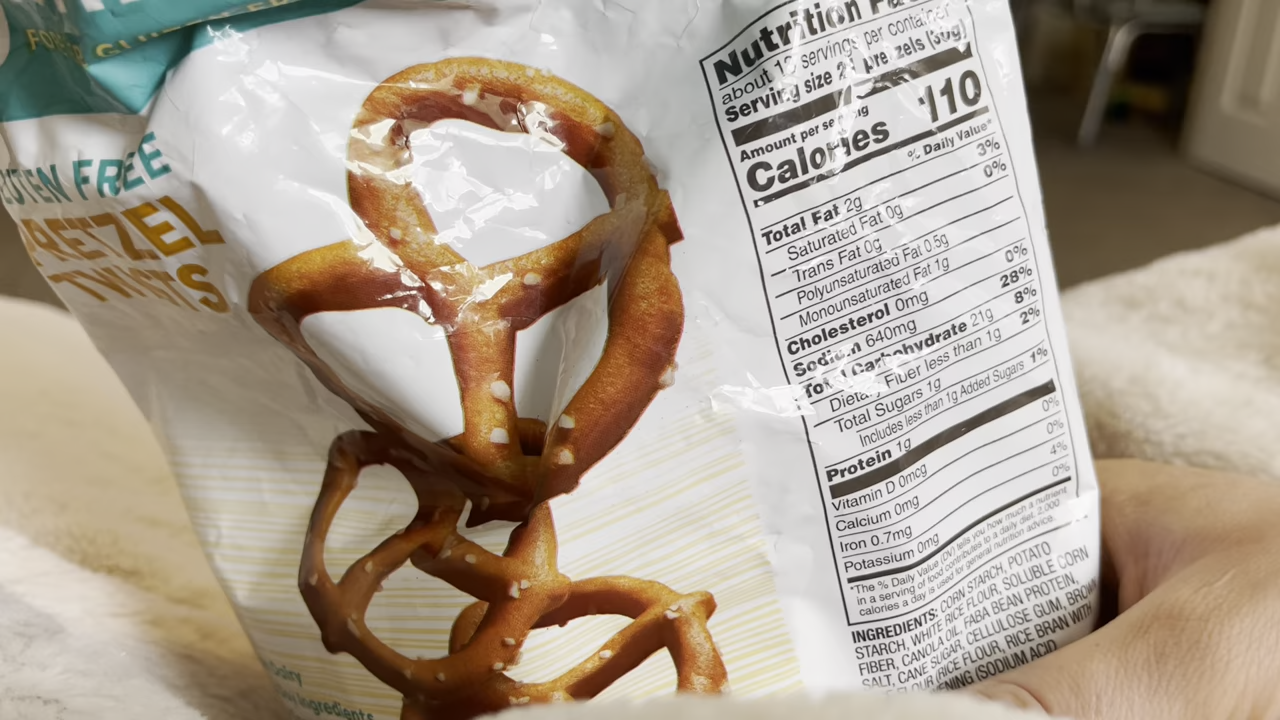 GLUTEN FREE
PRETZEL
TWISTS
Dairy
ingredients
Nutrition
about servings per container
Serving size pretzels (30g)
Amount per serving
Calories 110
% Daily Value*
Total Fat 2g 3%
Saturated Fat 0g 0%
Trans Fat 0g
Polyunsaturated Fat 0.5g
Monounsaturated Fat 1g
Cholesterol 0mg 0%
Sodium 640mg 28%
Total Carbohydrate 21g 8%
Dietary Fiber less than 1g 2%
Total Sugars 1g
Includes less than 1g Added Sugars 1%
Protein 1g
Vitamin D 0mcg 0%
Calcium 0mg 0%
Iron 0.7mg 4%
Potassium 0mg 0%
*The % Daily Value (DV) tells you how much a nutrient
in a serving of food contributes to a daily diet. 2,000
calories a day is used for general nutrition advice.
INGREDIENTS: CORN STARCH, POTATO
STARCH, WHITE RICE FLOUR, SOLUBLE CORN
FIBER, CANOLA OIL, FABA BEAN PROTEIN,
SALT, CANE SUGAR, CELLULOSE GUM, BROWN
FLOUR (RICE FLOUR, RICE BRAN WITH
(SODIUM ACID